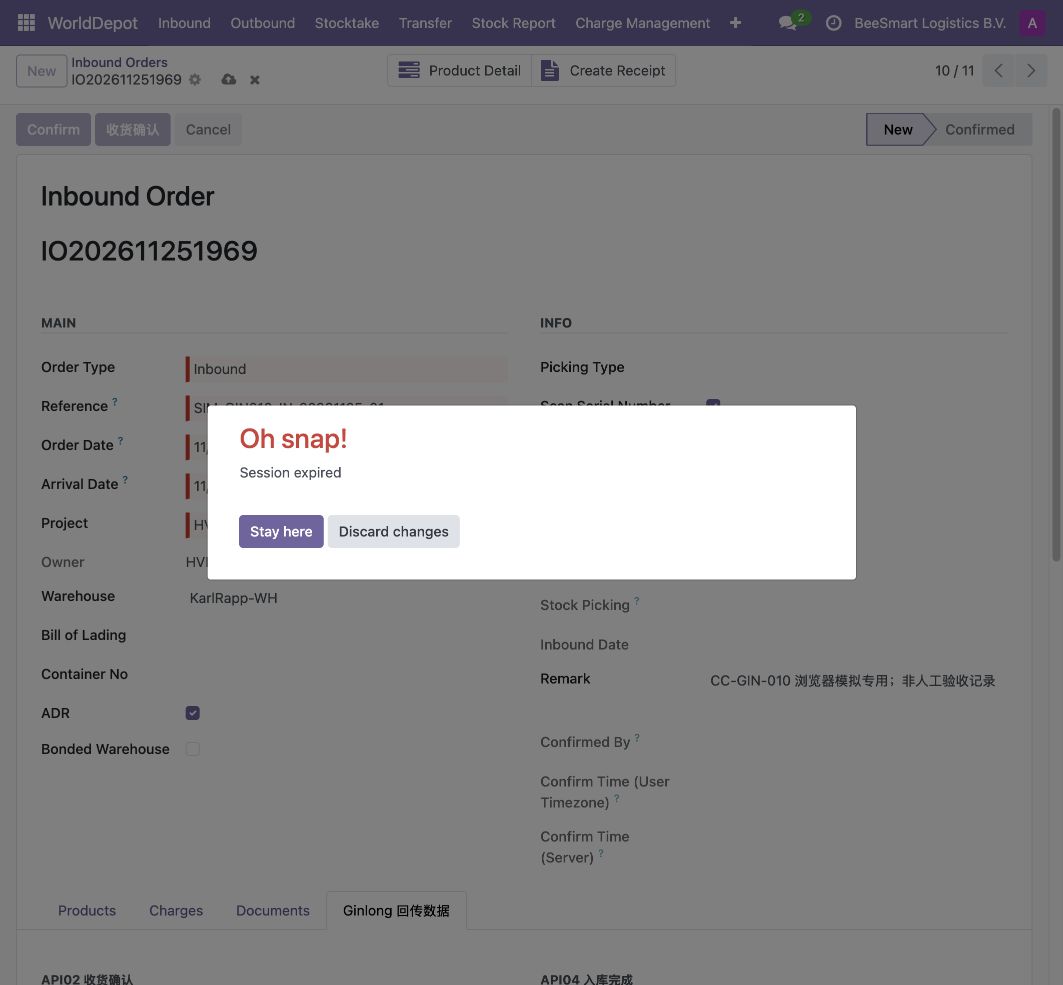 WorldDepot Inbound Outbound Stocktake Transfer Stock Report Charge Management + 2 BeeSmart Logistics B.V. A
New Inbound Orders
IO202611251969
Product Detail Create Receipt 10 / 11
Confirm 收货确认 Cancel New Confirmed
Inbound Order
IO202611251969
MAIN
Order Type Inbound
Reference ?
Order Date ? 11
Arrival Date ? 11
Project
Owner
Warehouse KarlRapp-WH
Bill of Lading
Container No
ADR
Bonded Warehouse
INFO
Picking Type
Scan Serial Number
Oh snap!
Session expired
Stay here Discard changes
Stock Picking ?
Inbound Date
Remark CC-GIN-010 浏览器模拟专用；非人工验收记录
Confirmed By ?
Confirm Time (User
Timezone) ?
Confirm Time
(Server) ?
Products Charges Documents Ginlong 回传数据
API02 收货确认 API04 入库完成